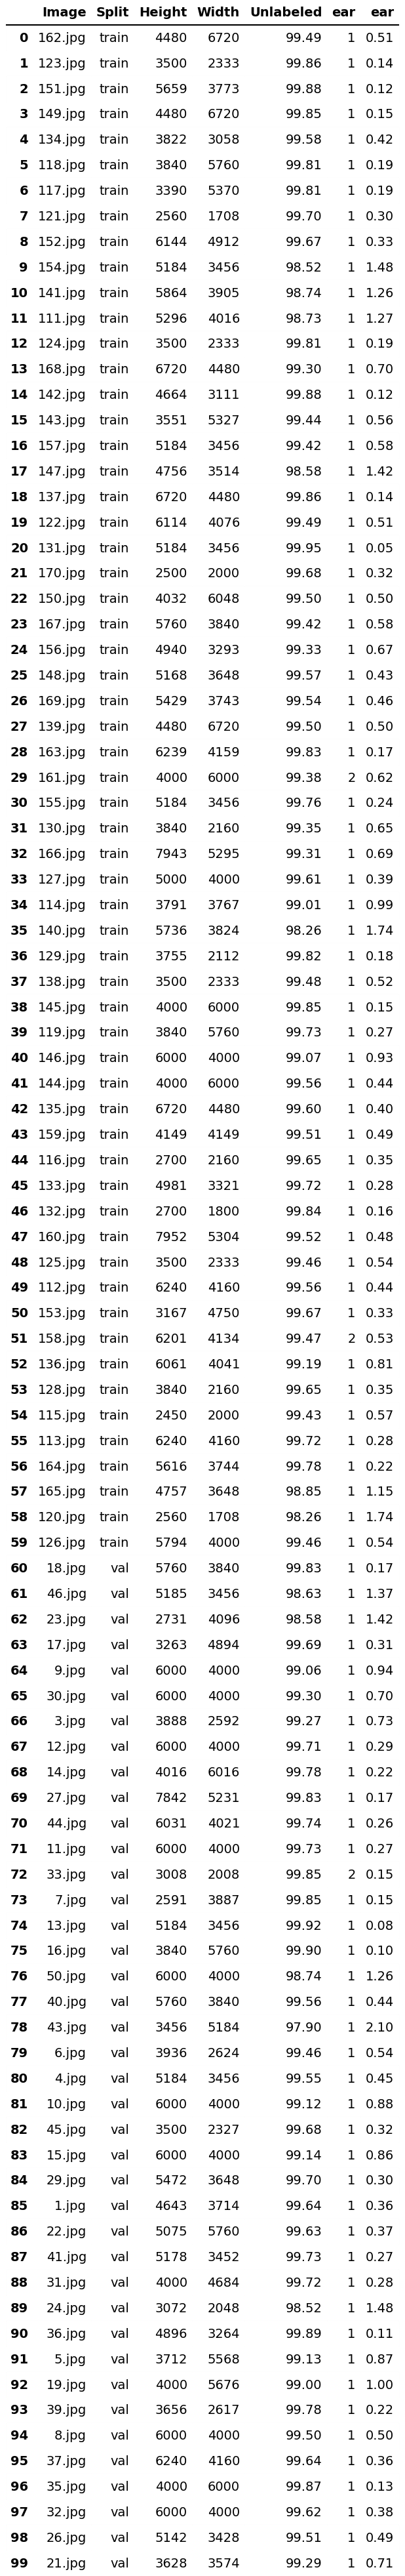 Image Split Height Width Unlabeled ear ear
0 162.jpg train 4480 6720 99.49 1 0.51
1 123.jpg train 3500 2333 99.86 1 0.14
2 151.jpg train 5659 3773 99.88 1 0.12
3 149.jpg train 4480 6720 99.85 1 0.15
4 134.jpg train 3822 3058 99.58 1 0.42
5 118.jpg train 3840 5760 99.81 1 0.19
6 117.jpg train 3390 5370 99.81 1 0.19
7 121.jpg train 2560 1708 99.70 1 0.30
8 152.jpg train 6144 4912 99.67 1 0.33
9 154.jpg train 5184 3456 98.52 1 1.48
10 141.jpg train 5864 3905 98.74 1 1.26
11 111.jpg train 5296 4016 98.73 1 1.27
12 124.jpg train 3500 2333 99.81 1 0.19
13 168.jpg train 6720 4480 99.30 1 0.70
14 142.jpg train 4664 3111 99.88 1 0.12
15 143.jpg train 3551 5327 99.44 1 0.56
16 157.jpg train 5184 3456 99.42 1 0.58
17 147.jpg train 4756 3514 98.58 1 1.42
18 137.jpg train 6720 4480 99.86 1 0.14
19 122.jpg train 6114 4076 99.49 1 0.51
20 131.jpg train 5184 3456 99.95 1 0.05
21 170.jpg train 2500 2000 99.68 1 0.32
22 150.jpg train 4032 6048 99.50 1 0.50
23 167.jpg train 5760 3840 99.42 1 0.58
24 156.jpg train 4940 3293 99.33 1 0.67
25 148.jpg train 5168 3648 99.57 1 0.43
26 169.jpg train 5429 3743 99.54 1 0.46
27 139.jpg train 4480 6720 99.50 1 0.50
28 163.jpg train 6239 4159 99.83 1 0.17
29 161.jpg train 4000 6000 99.38 2 0.62
30 155.jpg train 5184 3456 99.76 1 0.24
31 130.jpg train 3840 2160 99.35 1 0.65
32 166.jpg train 7943 5295 99.31 1 0.69
33 127.jpg train 5000 4000 99.61 1 0.39
34 114.jpg train 3791 3767 99.01 1 0.99
35 140.jpg train 5736 3824 98.26 1 1.74
36 129.jpg train 3755 2112 99.82 1 0.18
37 138.jpg train 3500 2333 99.48 1 0.52
38 145.jpg train 4000 6000 99.85 1 0.15
39 119.jpg train 3840 5760 99.73 1 0.27
40 146.jpg train 6000 4000 99.07 1 0.93
41 144.jpg train 4000 6000 99.56 1 0.44
42 135.jpg train 6720 4480 99.60 1 0.40
43 159.jpg train 4149 4149 99.51 1 0.49
44 116.jpg train 2700 2160 99.65 1 0.35
45 133.jpg train 4981 3321 99.72 1 0.28
46 132.jpg train 2700 1800 99.84 1 0.16
47 160.jpg train 7952 5304 99.52 1 0.48
48 125.jpg train 3500 2333 99.46 1 0.54
49 112.jpg train 6240 4160 99.56 1 0.44
50 153.jpg train 3167 4750 99.67 1 0.33
51 158.jpg train 6201 4134 99.47 2 0.53
52 136.jpg train 6061 4041 99.19 1 0.81
53 128.jpg train 3840 2160 99.65 1 0.35
54 115.jpg train 2450 2000 99.43 1 0.57
55 113.jpg train 6240 4160 99.72 1 0.28
56 164.jpg train 5616 3744 99.78 1 0.22
57 165.jpg train 4757 3648 98.85 1 1.15
58 120.jpg train 2560 1708 98.26 1 1.74
59 126.jpg train 5794 4000 99.46 1 0.54
60 18.jpg val 5760 3840 99.83 1 0.17
61 46.jpg val 5185 3456 98.63 1 1.37
62 23.jpg val 2731 4096 98.58 1 1.42
63 17.jpg val 3263 4894 99.69 1 0.31
64 9.jpg val 6000 4000 99.06 1 0.94
65 30.jpg val 6000 4000 99.30 1 0.70
66 3.jpg val 3888 2592 99.27 1 0.73
67 12.jpg val 6000 4000 99.71 1 0.29
68 14.jpg val 4016 6016 99.78 1 0.22
69 27.jpg val 7842 5231 99.83 1 0.17
70 44.jpg val 6031 4021 99.74 1 0.26
71 11.jpg val 6000 4000 99.73 1 0.27
72 33.jpg val 3008 2008 99.85 2 0.15
73 7.jpg val 2591 3887 99.85 1 0.15
74 13.jpg val 5184 3456 99.92 1 0.08
75 16.jpg val 3840 5760 99.90 1 0.10
76 50.jpg val 6000 4000 98.74 1 1.26
77 40.jpg val 5760 3840 99.56 1 0.44
78 43.jpg val 3456 5184 97.90 1 2.10
79 6.jpg val 3936 2624 99.46 1 0.54
80 4.jpg val 5184 3456 99.55 1 0.45
81 10.jpg val 6000 4000 99.12 1 0.88
82 45.jpg val 3500 2327 99.68 1 0.32
83 15.jpg val 6000 4000 99.14 1 0.86
84 29.jpg val 5472 3648 99.70 1 0.30
85 1.jpg val 4643 3714 99.64 1 0.36
86 22.jpg val 5075 5760 99.63 1 0.37
87 41.jpg val 5178 3452 99.73 1 0.27
88 31.jpg val 4000 4684 99.72 1 0.28
89 24.jpg val 3072 2048 98.52 1 1.48
90 36.jpg val 4896 3264 99.89 1 0.11
91 5.jpg val 3712 5568 99.13 1 0.87
92 19.jpg val 4000 5676 99.00 1 1.00
93 39.jpg val 3656 2617 99.78 1 0.22
94 8.jpg val 6000 4000 99.50 1 0.50
95 37.jpg val 6240 4160 99.64 1 0.36
96 35.jpg val 4000 6000 99.87 1 0.13
97 32.jpg val 6000 4000 99.62 1 0.38
98 26.jpg val 5142 3428 99.51 1 0.49
99 21.jpg val 3628 3574 99.29 1 0.71